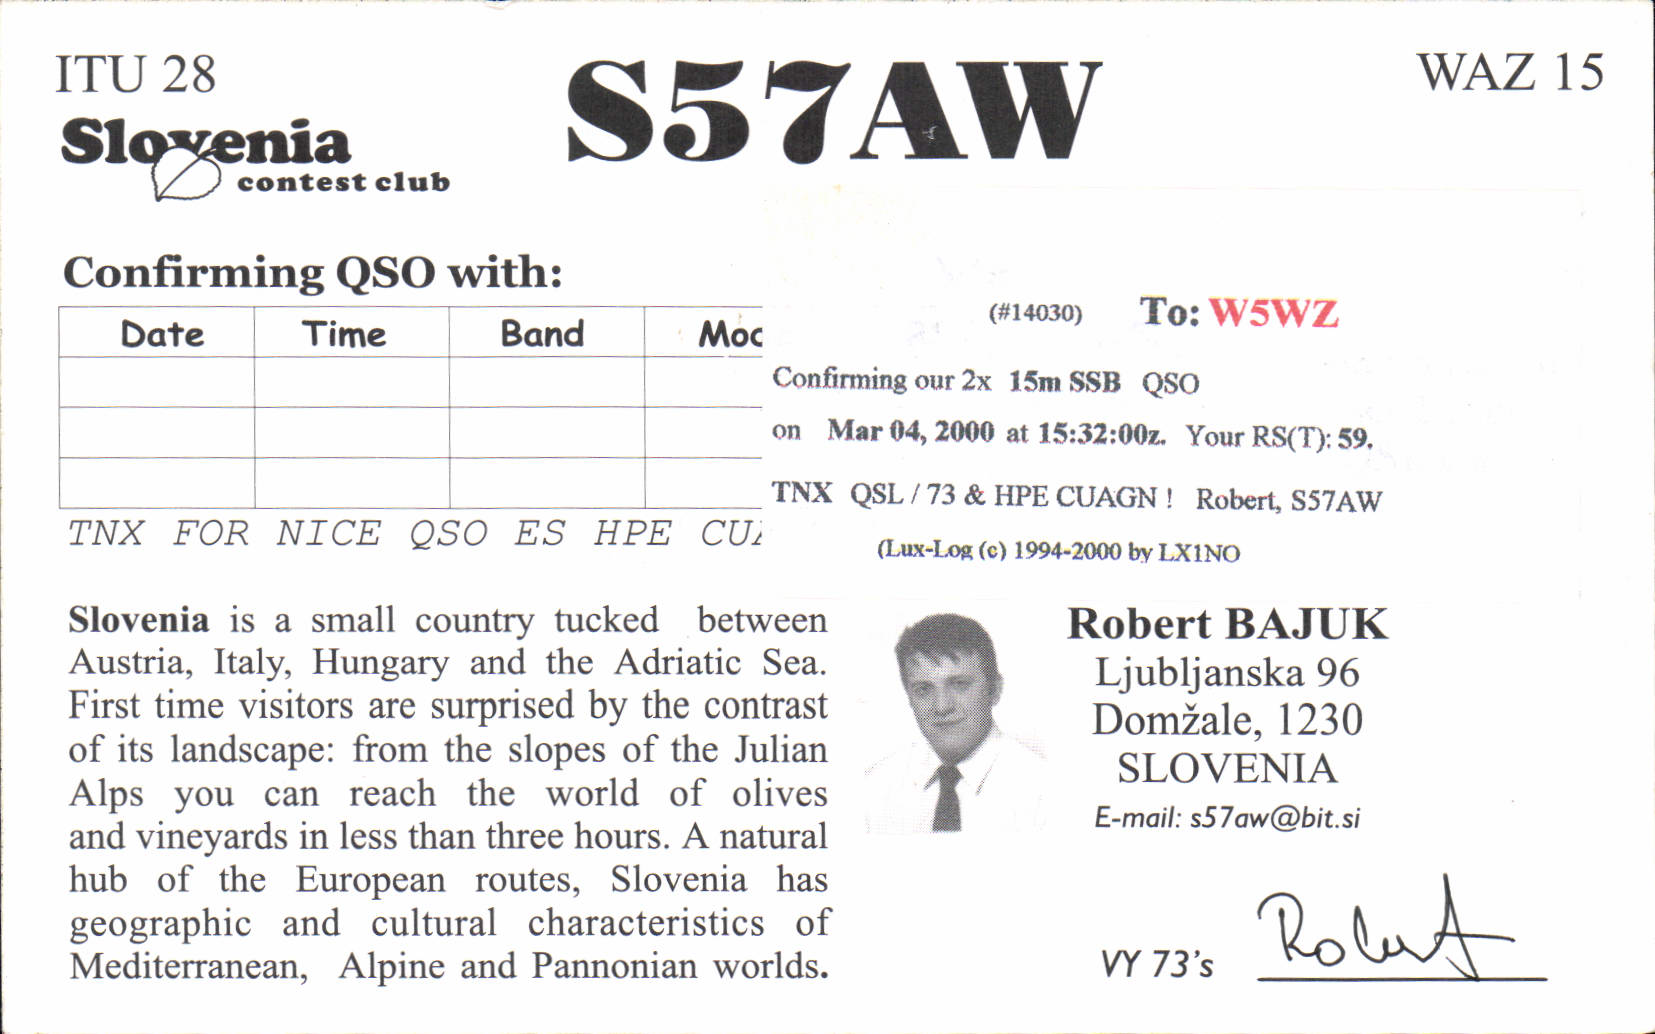 ITU 28
S57AW
WAZ 15
Slovenia
contest club
Confirming QSO with:
Date Time Band
TNX FOR NICE QSO ES HPE
(#14030) To: W5WZ
Confirming our 2x 15m SSB QSO
on Mar 04, 2000 at 15:32:00z. Your RS(T): 59.
TNX QSL / 73 & HPE CUAGN ! Robert, S57AW
(Lux-Log (c) 1994-2000 by LX1NO
Slovenia is a small country tucked between
Austria, Italy, Hungary and the Adriatic Sea.
First time visitors are surprised by the contrast
of its landscape: from the slopes of the Julian
Alps you can reach the world of olives
and vineyards in less than three hours. A natural
hub of the European routes, Slovenia has
geographic and cultural characteristics of
Mediterranean, Alpine and Pannonian worlds.
Robert BAJUK
Ljubljanska 96
Domžale, 1230
SLOVENIA
E-mail: s57aw@bit.si
VY 73's
Robert